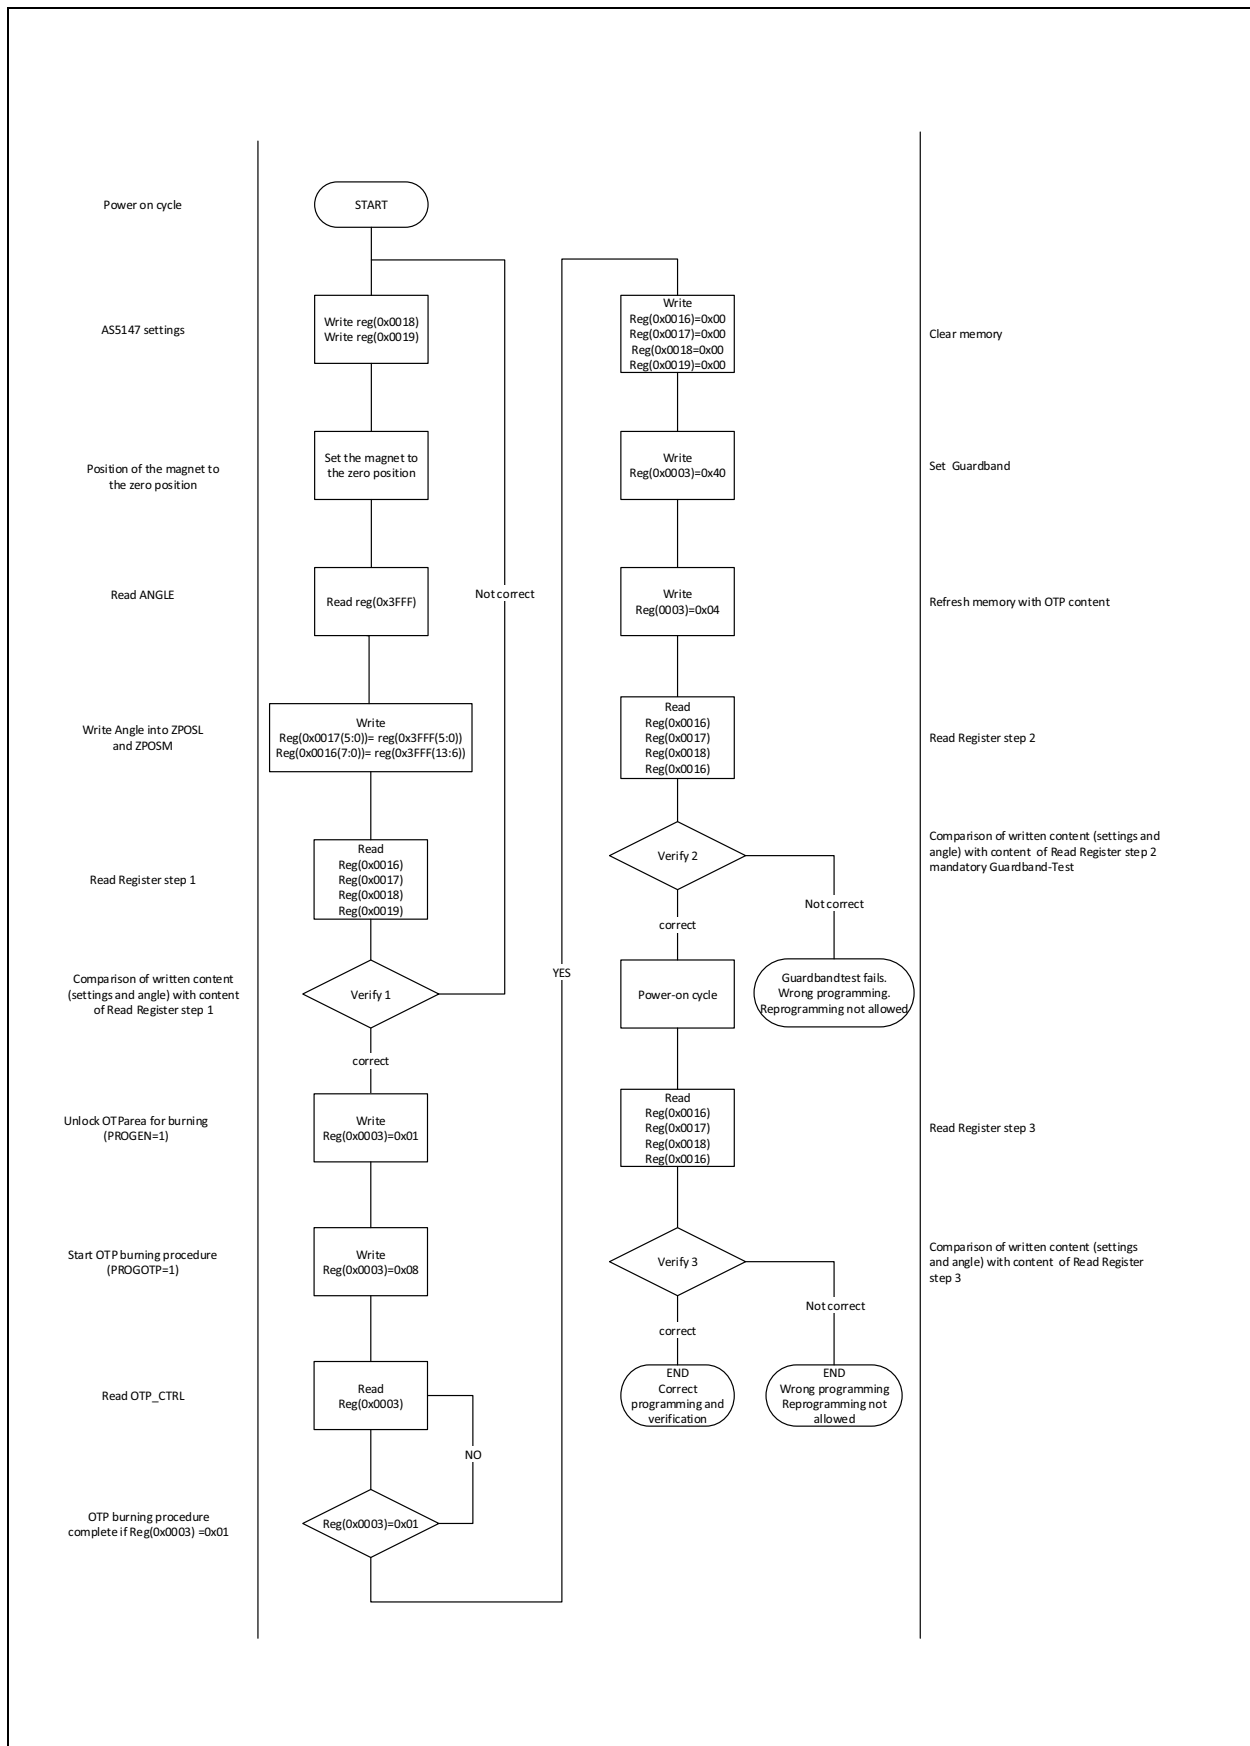 Power on cycle
START
AS5147 settings
Write reg(0x0018)
Write reg(0x0019)
Position of the magnet to
the zero position
Set the magnet to
the zero position
Read ANGLE
Read reg(0x3FFF)
Not correct
Write Angle into ZPOSL
and ZPOSM
Write
Reg(0x0017(5:0))= reg(0x3FFF(5:0))
Reg(0x0016(7:0))= reg(0x3FFF(13:6))
Read Register step 1
Read
Reg(0x0016)
Reg(0x0017)
Reg(0x0018)
Reg(0x0019)
Comparison of written content
(settings and angle) with content
of Read Register step 1
Verify 1
correct
Unlock OTParea for burning
(PROGEN=1)
Write
Reg(0x0003)=0x01
Start OTP burning procedure
(PROGOTP=1)
Write
Reg(0x0003)=0x08
Read OTP_CTRL
Read
Reg(0x0003)
NO
OTP burning procedure
complete if Reg(0x0003) =0x01
Reg(0x0003)=0x01
YES
Write
Reg(0x0016)=0x00
Reg(0x0017)=0x00
Reg(0x0018=0x00
Reg(0x0019)=0x00
Clear memory
Write
Reg(0x0003)=0x40
Set Guardband
Write
Reg(0003)=0x04
Refresh memory with OTP content
Read
Reg(0x0016)
Reg(0x0017)
Reg(0x0018)
Reg(0x0016)
Read Register step 2
Verify 2
Comparison of written content (settings and
angle) with content of Read Register step 2
mandatory Guardband-Test
Not correct
correct
Guardbandtest fails.
Wrong programming.
Reprogramming not allowed
Power-on cycle
Read
Reg(0x0016)
Reg(0x0017)
Reg(0x0018)
Reg(0x0016)
Read Register step 3
Verify 3
Comparison of written content (settings
and angle) with content of Read Register
step 3
Not correct
correct
END
Correct
programming and
verification
END
Wrong programming
Reprogramming not
allowed